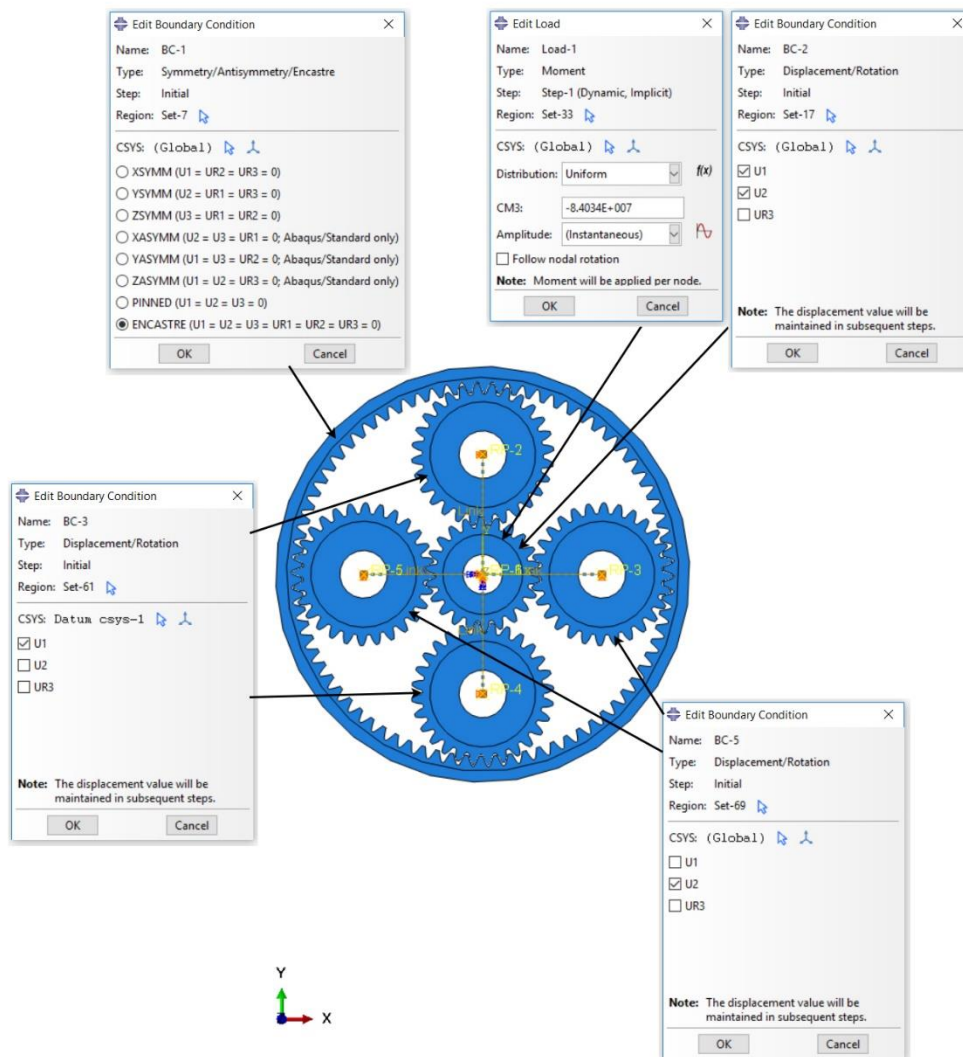 Edit Boundary Condition
Name: BC-1
Type: Symmetry/Antisymmetry/Encastre
Step: Initial
Region: Set-7
CSYS: (Global)
XSYMM (U1 = UR2 = UR3 = 0)
YSYMM (U2 = UR1 = UR3 = 0)
ZSYMM (U3 = UR1 = UR2 = 0)
XASYMM (U2 = U3 = UR1 = 0; Abaqus/Standard only)
YASYMM (U1 = U3 = UR2 = 0; Abaqus/Standard only)
ZASYMM (U1 = U2 = UR3 = 0; Abaqus/Standard only)
PINNED (U1 = U2 = U3 = 0)
ENCASTRE (U1 = U2 = U3 = UR1 = UR2 = UR3 = 0)
OK Cancel
Edit Load
Name: Load-1
Type: Moment
Step: Step-1 (Dynamic, Implicit)
Region: Set-33
CSYS: (Global)
Distribution: Uniform f(x)
CM3: -8.4034E+007
Amplitude: (Instantaneous)
Follow nodal rotation
Note: Moment will be applied per node.
OK Cancel
Edit Boundary Condition
Name: BC-2
Type: Displacement/Rotation
Step: Initial
Region: Set-17
CSYS: (Global)
U1
U2
UR3
Note: The displacement value will be
maintained in subsequent steps.
OK Cancel
RP-2
RP-5
RP-3
RP-4
Edit Boundary Condition
Name: BC-3
Type: Displacement/Rotation
Step: Initial
Region: Set-61
CSYS: Datum csys-1
U1
U2
UR3
Note: The displacement value will be
maintained in subsequent steps.
OK Cancel
Edit Boundary Condition
Name: BC-5
Type: Displacement/Rotation
Step: Initial
Region: Set-69
CSYS: (Global)
U1
U2
UR3
Note: The displacement value will be
maintained in subsequent steps.
OK Cancel
Y
X